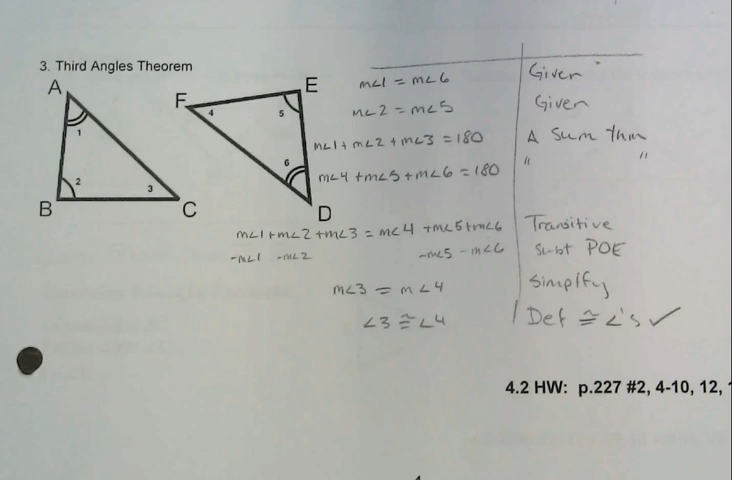 3. Third Angles Theorem
A
1
2
3
B
C
F
E
4
5
6
D
m∠1 = m∠6 Given
m∠2 = m∠5 Given
m∠1 + m∠2 + m∠3 = 180 Δ Sum thm
m∠4 + m∠5 + m∠6 = 180 " "
m∠1 + m∠2 + m∠3 = m∠4 + m∠5 + m∠6 Transitive
-m∠1 -m∠2 -m∠5 -m∠6 Subt POE
m∠3 = m∠4 Simplify
∠3 ≅ ∠4 Def ≅ ∠'s ✓
4.2 HW: p.227 #2, 4-10, 12,